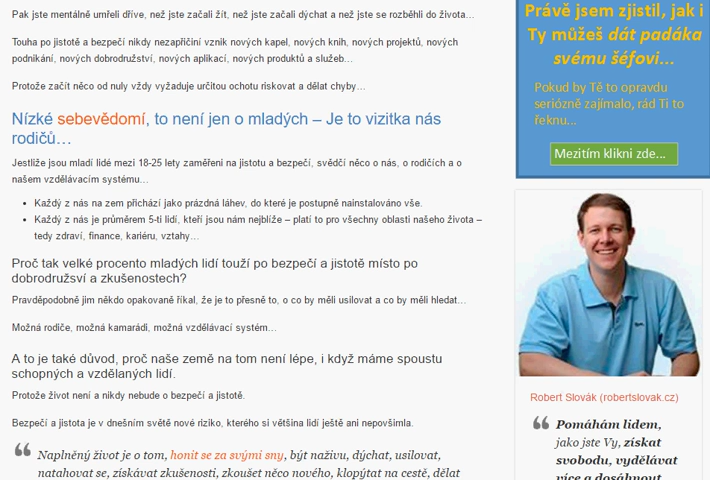 Pak jste mentálně umřeli dříve, než jste začali žít, než jste začali dýchat a než jste se rozběhli do života…
Touha po jistotě a bezpečí nikdy nezapřičiní vznik nových kapel, nových knih, nových projektů, nových
podnikání, nových dobrodružství, nových aplikací, nových produktů a služeb…
Protože začít něco od nuly vždy vyžaduje určitou ochotu riskovat a dělat chyby…
Nízké sebevědomí, to není jen o mladých – Je to vizitka nás
rodičů…
Jestliže jsou mladí lidé mezi 18-25 lety zaměřeni na jistotu a bezpečí, svědčí něco o nás, o rodičích a o
našem vzdělávacím systému…
Každý z nás na zem přichází jako prázdná láhev, do které je postupně nainstalováno vše.
Každý z nás je průměrem 5-ti lidí, kteří jsou nám nejblíže – platí to pro všechny oblasti našeho života –
tedy zdraví, finance, kariéru, vztahy…
Proč tak velké procento mladých lidí touží po bezpečí a jistotě místo po
dobrodružsví a zkušenostech?
Pravděpodobně jim někdo opakovaně říkal, že je to přesně to, o co by měli usilovat a co by měli hledat…
Možná rodiče, možná kamarádi, možná vzdělávací systém…
A to je také důvod, proč naše země na tom není lépe, i když máme spoustu
schopných a vzdělaných lidí.
Protože život není a nikdy nebude o bezpečí a jistotě.
Bezpečí a jistota je v dnešním světě nové riziko, kterého si většina lidí ještě ani nepovšimla.
“ Naplněný život je o tom, honit se za svými sny, být naživu, dýchat, usilovat,
natahovat se, získávat zkušenosti, zkoušet něco nového, klopýtat na cestě, dělat
Právě jsem zjistil, jak i
Ty můžeš dát padáka
svému šéfovi…
Pokud by Tě to opravdu
seriózně zajímalo, rád Ti to
řeknu…
Mezitím klikni zde…
Robert Slovák (robertslovak.cz)
“ Pomáhám lidem,
jako jste Vy, získat
svobodu, vydělávat
více a dosáhnout